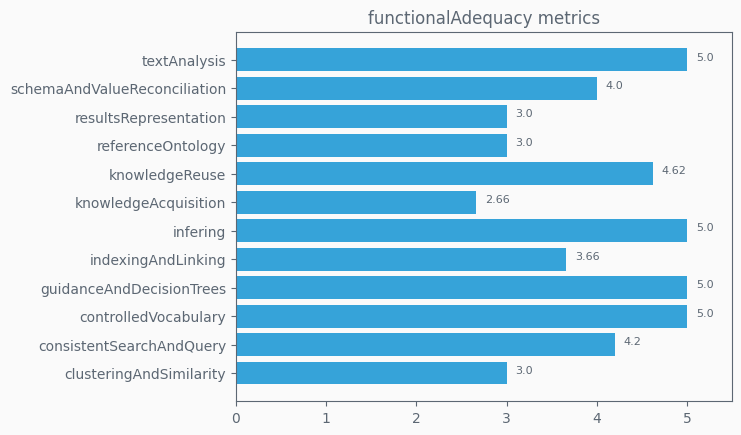 functionalAdequacy metrics
textAnalysis 5.0
schemaAndValueReconciliation 4.0
resultsRepresentation 3.0
referenceOntology 3.0
knowledgeReuse 4.62
knowledgeAcquisition 2.66
infering 5.0
indexingAndLinking 3.66
guidanceAndDecisionTrees 5.0
controlledVocabulary 5.0
consistentSearchAndQuery 4.2
clusteringAndSimilarity 3.0
0 1 2 3 4 5